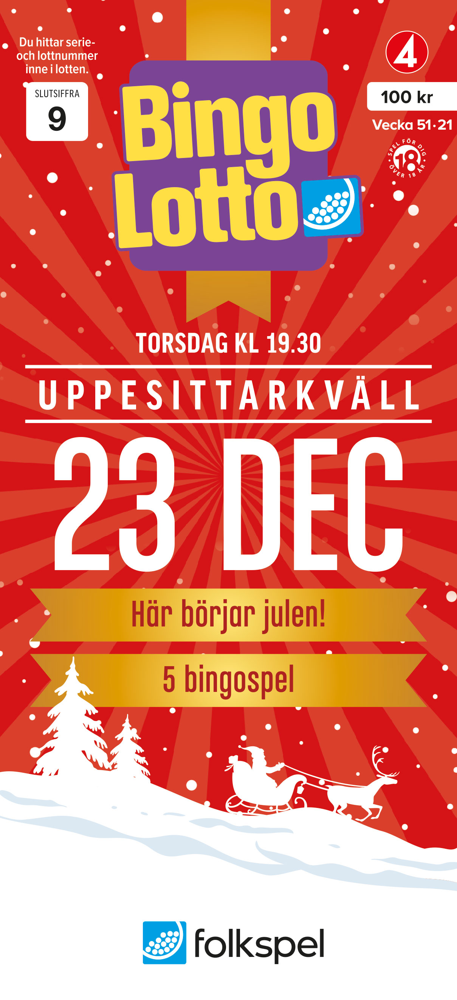 Du hittar serie-
och lottnummer
inne i lotten.
SLUTSIFFRA
9
Bingo
Lotto
4
100 kr
Vecka 51·21
SPEL FÖR DIG
18
ÖVER 18 ÅR
TORSDAG KL 19.30
UPPESITTARKVÄLL
23 DEC
Här börjar julen!
5 bingospel
folkspel